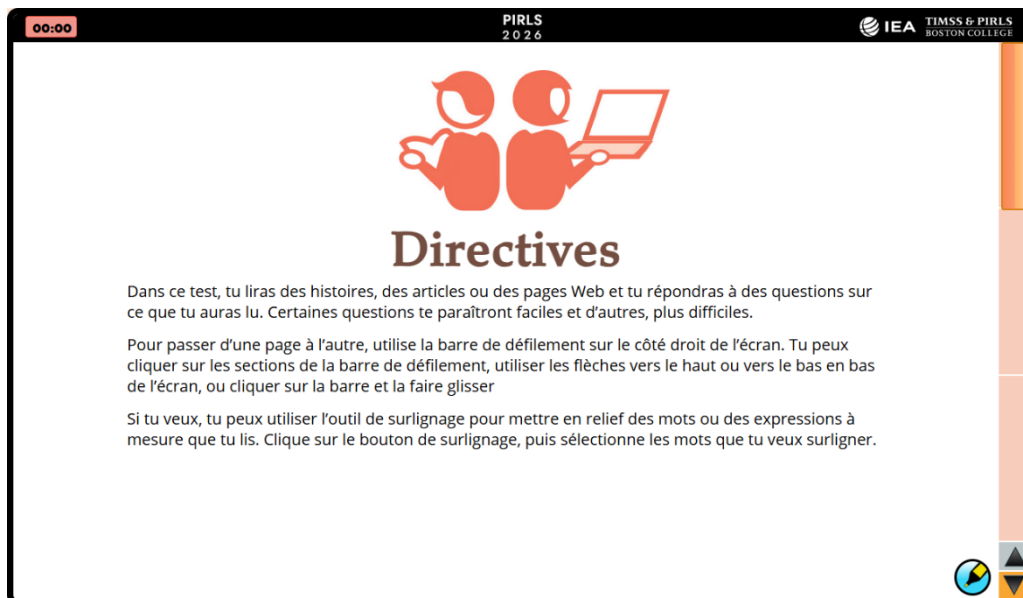 00:00
PIRLS
2026
IEA
TIMSS & PIRLS
BOSTON COLLEGE
Directives
Dans ce test, tu liras des histoires, des articles ou des pages Web et tu répondras à des questions sur
ce que tu auras lu. Certaines questions te paraîtront faciles et d’autres, plus difficiles.
Pour passer d’une page à l’autre, utilise la barre de défilement sur le côté droit de l’écran. Tu peux
cliquer sur les sections de la barre de défilement, utiliser les flèches vers le haut ou vers le bas en bas
de l’écran, ou cliquer sur la barre et la faire glisser
Si tu veux, tu peux utiliser l’outil de surlignage pour mettre en relief des mots ou des expressions à
mesure que tu lis. Clique sur le bouton de surlignage, puis sélectionne les mots que tu veux surligner.